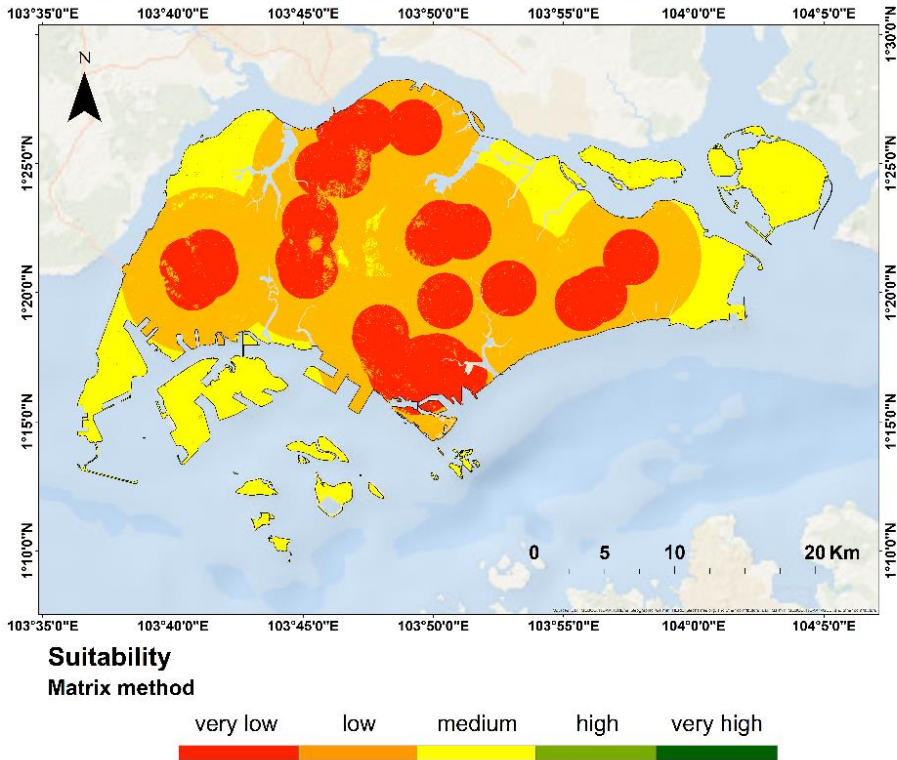 103°35'0"E 103°40'0"E 103°45'0"E 103°50'0"E 103°55'0"E 104°0'0"E 104°5'0"E
1°30'0"N
N
1°25'0"N 1°25'0"N
1°20'0"N 1°20'0"N
1°15'0"N 1°15'0"N
1°10'0"N 1°10'0"N
0 5 10 20 Km
103°35'0"E 103°40'0"E 103°45'0"E 103°50'0"E 103°55'0"E 104°0'0"E 104°5'0"E
Suitability
Matrix method
very low low medium high very high